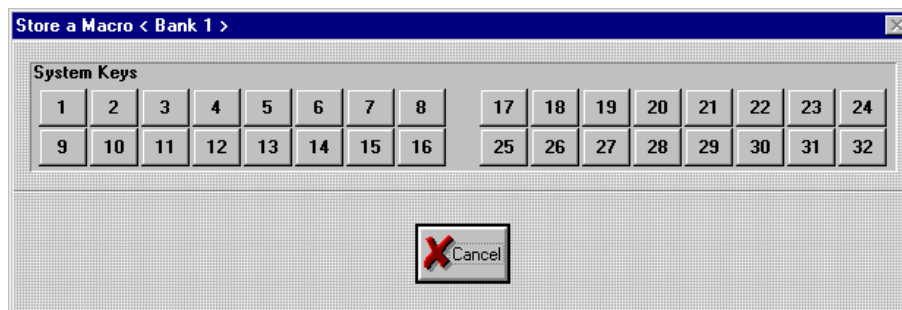 Store a Macro < Bank 1 >
System Keys
1 2 3 4 5 6 7 8 17 18 19 20 21 22 23 24
9 10 11 12 13 14 15 16 25 26 27 28 29 30 31 32
Cancel